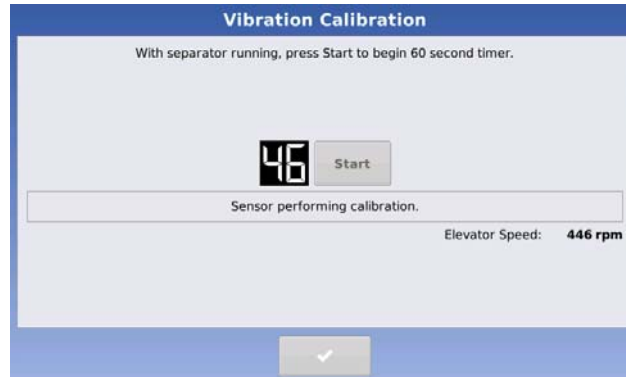 Vibration Calibration
With separator running, press Start to begin 60 second timer.
46 Start
Sensor performing calibration.
Elevator Speed: 446 rpm